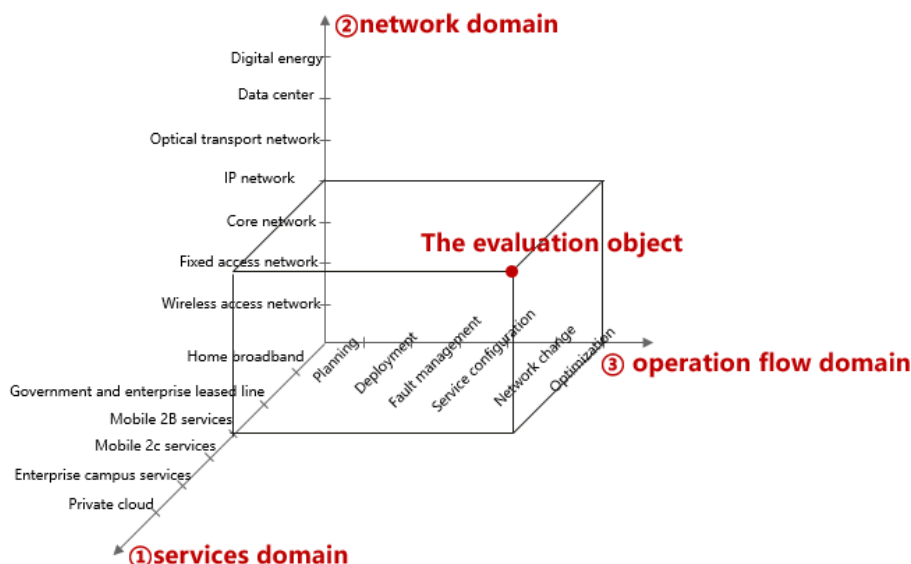 ②network domain
Digital energy
Data center
Optical transport network
IP network
Core network
The evaluation object
Fixed access network
Wireless access network
Home broadband
Planning
Deployment
Fault management
Service configuration
Network change
Optimization
③ operation flow domain
Government and enterprise leased line
Mobile 2B services
Mobile 2c services
Enterprise campus services
Private cloud
①services domain